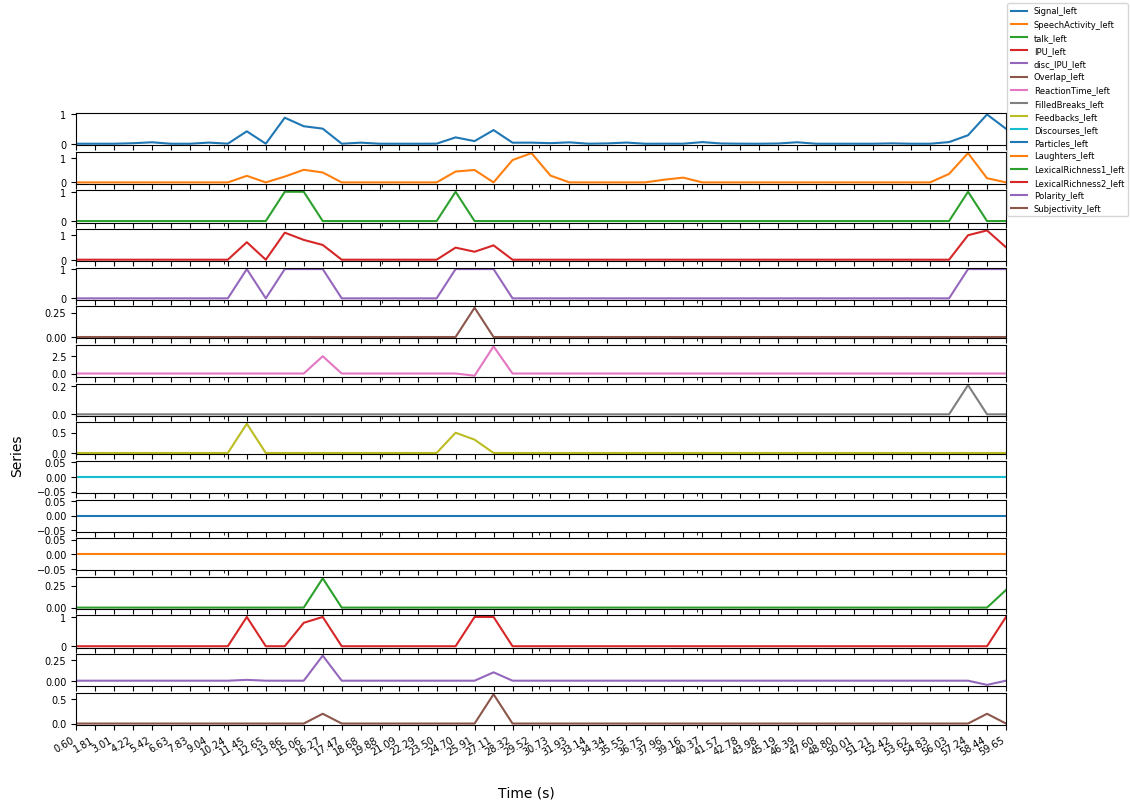 Signal_left
SpeechActivity_left
talk_left
IPU_left
disc_IPU_left
Overlap_left
ReactionTime_left
FilledBreaks_left
Feedbacks_left
Discourses_left
Particles_left
Laughters_left
LexicalRichness1_left
LexicalRichness2_left
Polarity_left
Subjectivity_left
1
0
1
0
1
0
1
0
1
0
0.25
0.00
2.5
0.0
0.2
0.0
0.5
0.0
0.05
0.00
−0.05
0.05
0.00
−0.05
0.05
0.00
−0.05
0.25
0.00
1
0
0.25
0.00
0.5
0.0
Series
0.60 1.81 3.01 4.22 5.42 6.63 7.83 9.04 10.24 11.45 12.65 13.86 15.06 16.27 17.47 18.68 19.88 21.09 22.29 23.50 24.70 25.91 27.11 28.32 29.52 30.73 31.93 33.14 34.34 35.55 36.75 37.96 39.16 40.37 41.57 42.78 43.98 45.19 46.39 47.60 48.80 50.01 51.21 52.42 53.62 54.83 56.03 57.24 58.44 59.65
Time (s)